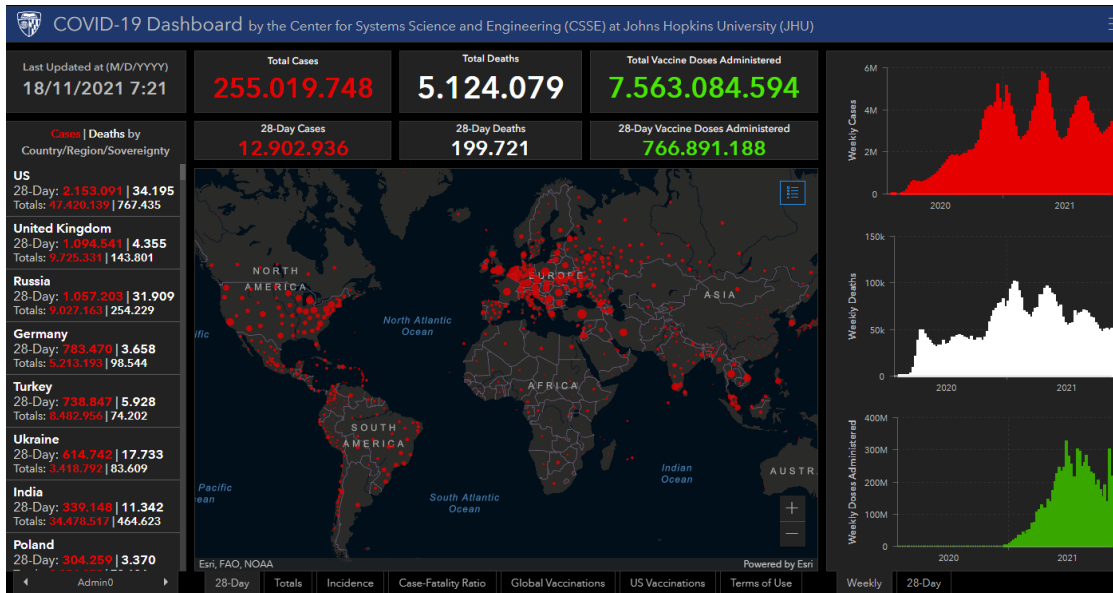 COVID-19 Dashboard by the Center for Systems Science and Engineering (CSSE) at Johns Hopkins University (JHU)
Last Updated at (M/D/YYYY)
18/11/2021 7:21
Cases | Deaths by
Country/Region/Sovereignty
US
28-Day: 2.153.091 | 34.195
Totals: 47.420.139 | 767.435
United Kingdom
28-Day: 1.094.541 | 4.355
Totals: 9.725.331 | 143.801
Russia
28-Day: 1.057.203 | 31.909
Totals: 9.027.163 | 254.229
Germany
28-Day: 783.470 | 3.658
Totals: 5.213.193 | 98.544
Turkey
28-Day: 738.847 | 5.928
Totals: 8.482.956 | 74.202
Ukraine
28-Day: 614.742 | 17.733
Totals: 3.418.792 | 83.609
India
28-Day: 339.148 | 11.342
Totals: 34.478.517 | 464.623
Poland
28-Day: 304.259 | 3.370
Admin0
Total Cases
255.019.748
Total Deaths
5.124.079
Total Vaccine Doses Administered
7.563.084.594
28-Day Cases
12.902.936
28-Day Deaths
199.721
28-Day Vaccine Doses Administered
766.891.188
NORTH
AMERICA
EUROPE
ASIA
North Atlantic
Ocean
AFRICA
SOUTH
AMERICA
Indian
Ocean
AUSTR
Pacific
South Atlantic
Ocean
+
−
Esri, FAO, NOAA
Powered by Esri
28-Day
Totals
Incidence
Case-Fatality Ratio
Global Vaccinations
US Vaccinations
Terms of Use
Weekly Cases
6M
4M
2M
0
2020
2021
Weekly Deaths
150k
100k
50k
0
2020
2021
Weekly Doses Administered
400M
300M
200M
100M
0
2020
2021
Weekly
28-Day